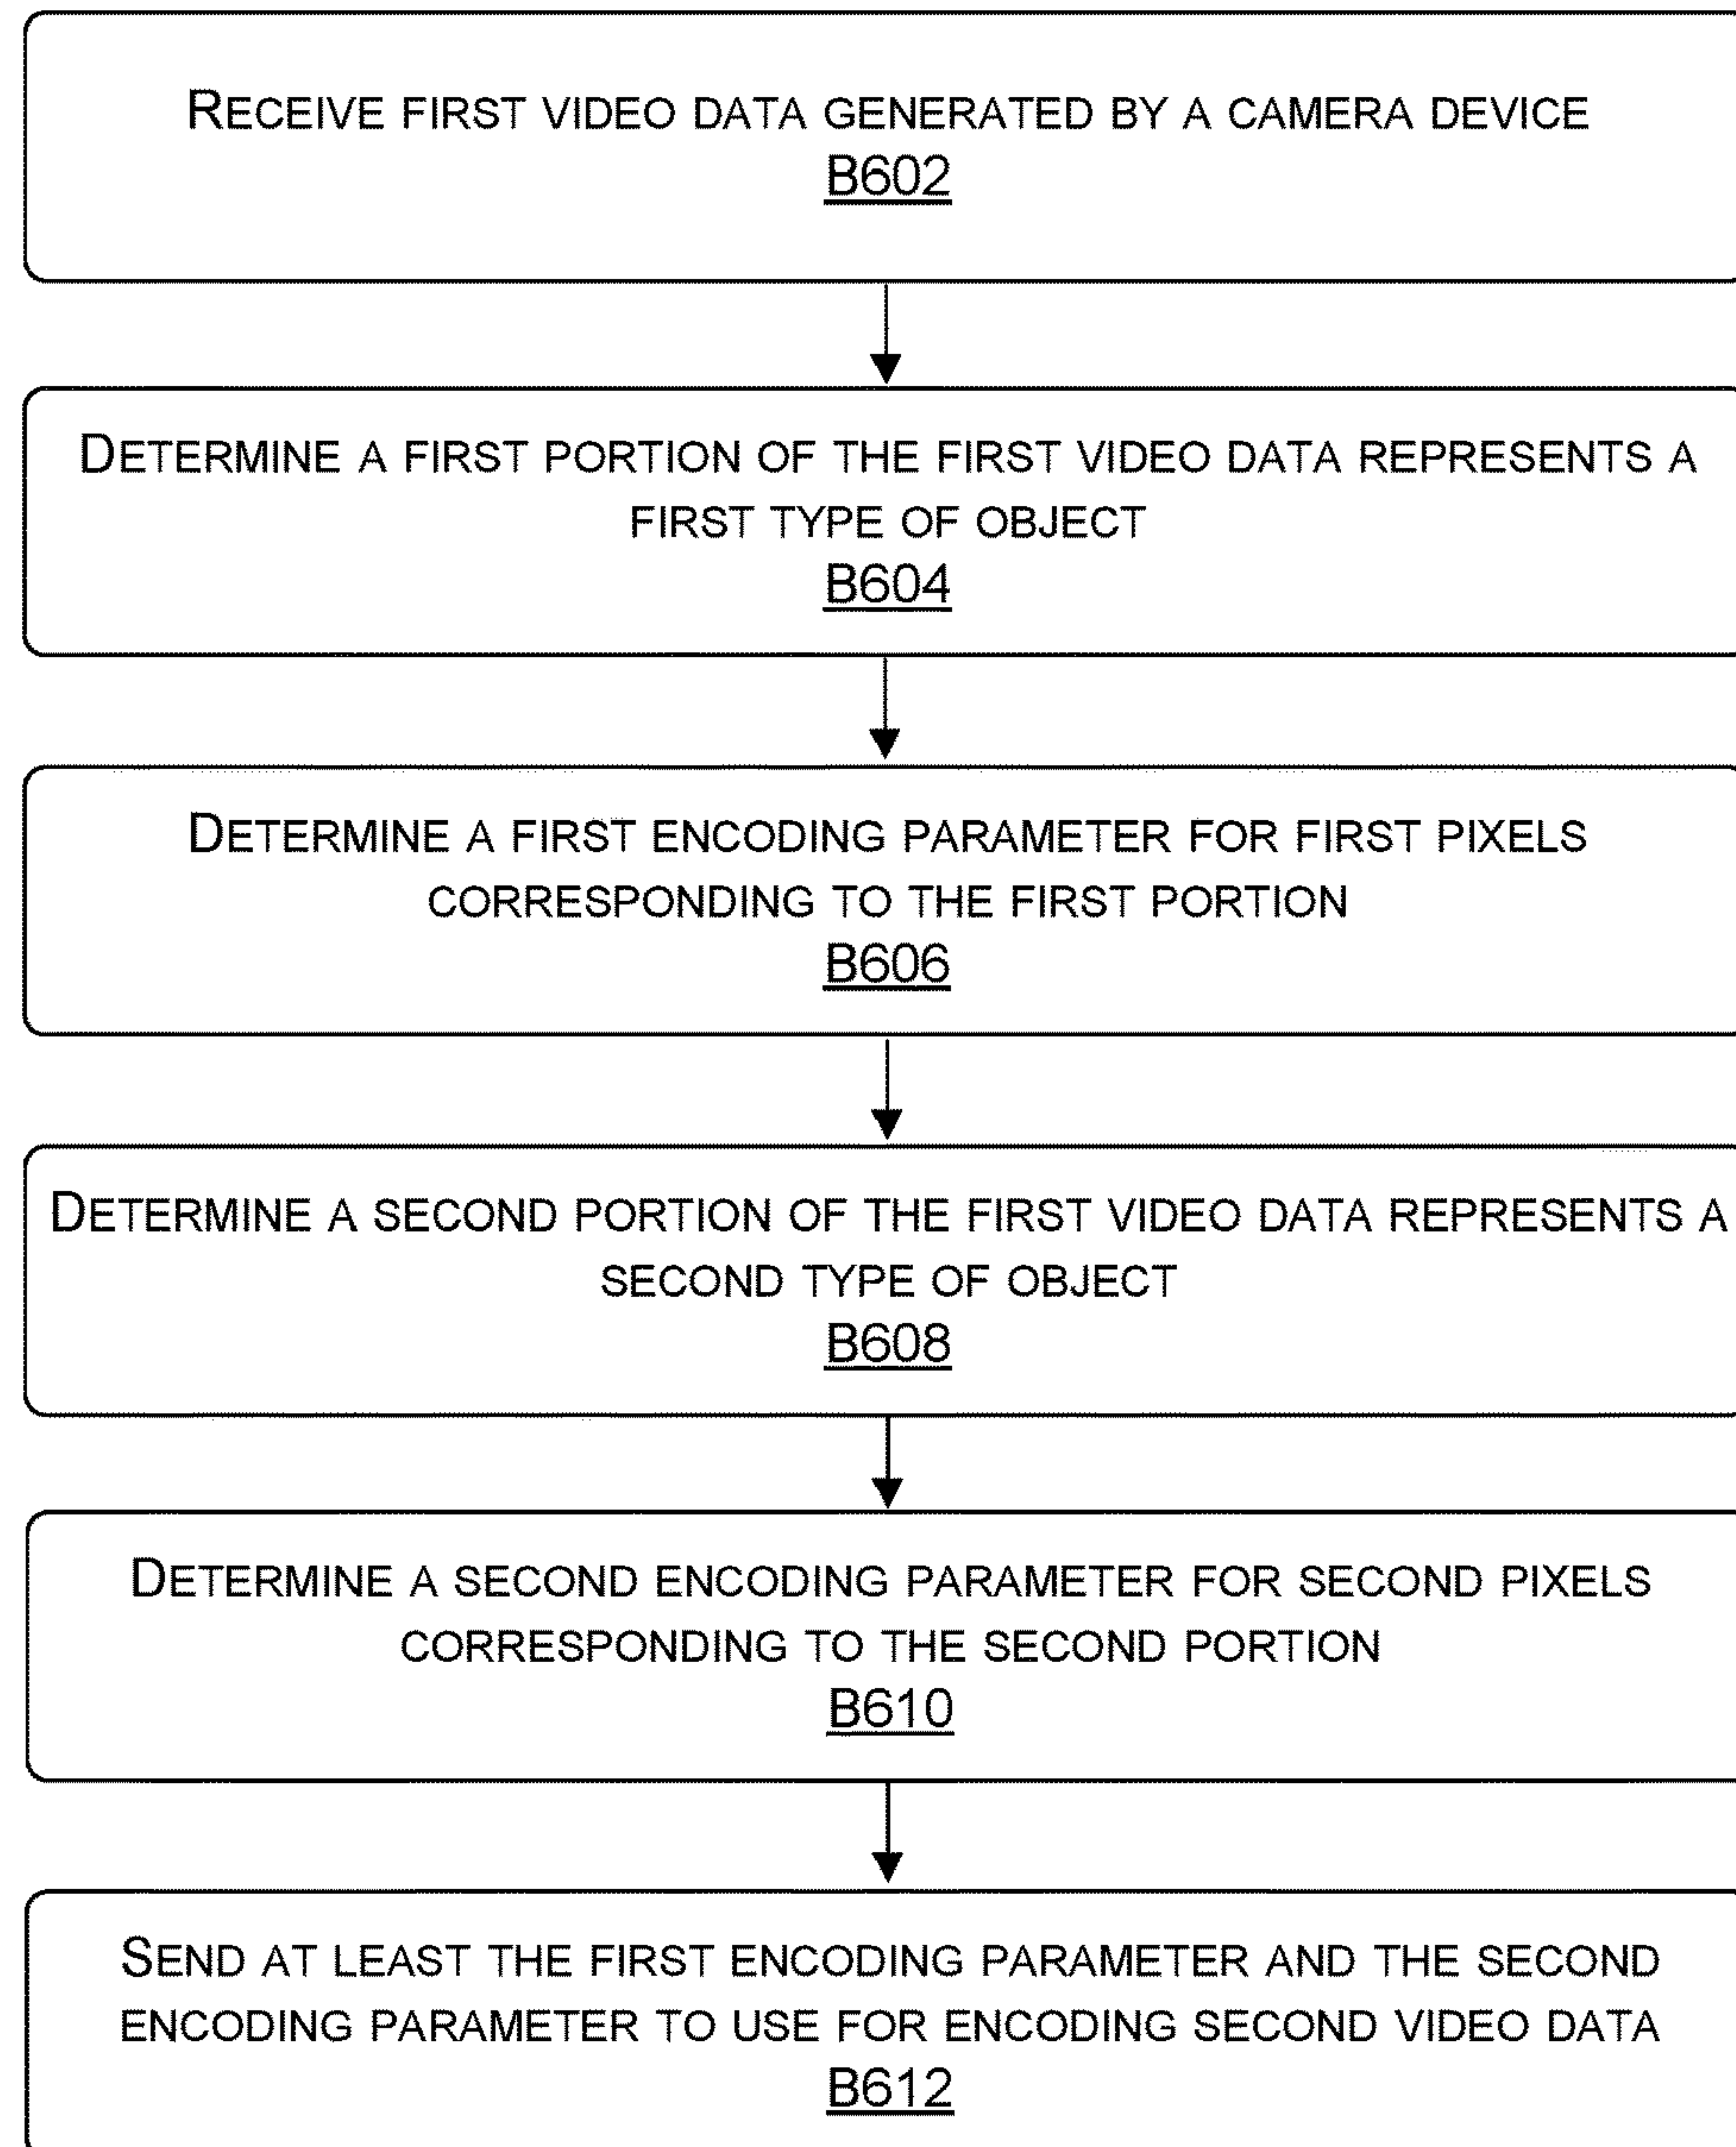 RECEIVE FIRST VIDEO DATA GENERATED BY A CAMERA DEVICE
B602
DETERMINE A FIRST PORTION OF THE FIRST VIDEO DATA REPRESENTS A
FIRST TYPE OF OBJECT
B604
DETERMINE A FIRST ENCODING PARAMETER FOR FIRST PIXELS
CORRESPONDING TO THE FIRST PORTION
B606
DETERMINE A SECOND PORTION OF THE FIRST VIDEO DATA REPRESENTS A
SECOND TYPE OF OBJECT
B608
DETERMINE A SECOND ENCODING PARAMETER FOR SECOND PIXELS
CORRESPONDING TO THE SECOND PORTION
B610
SEND AT LEAST THE FIRST ENCODING PARAMETER AND THE SECOND
ENCODING PARAMETER TO USE FOR ENCODING SECOND VIDEO DATA
B612